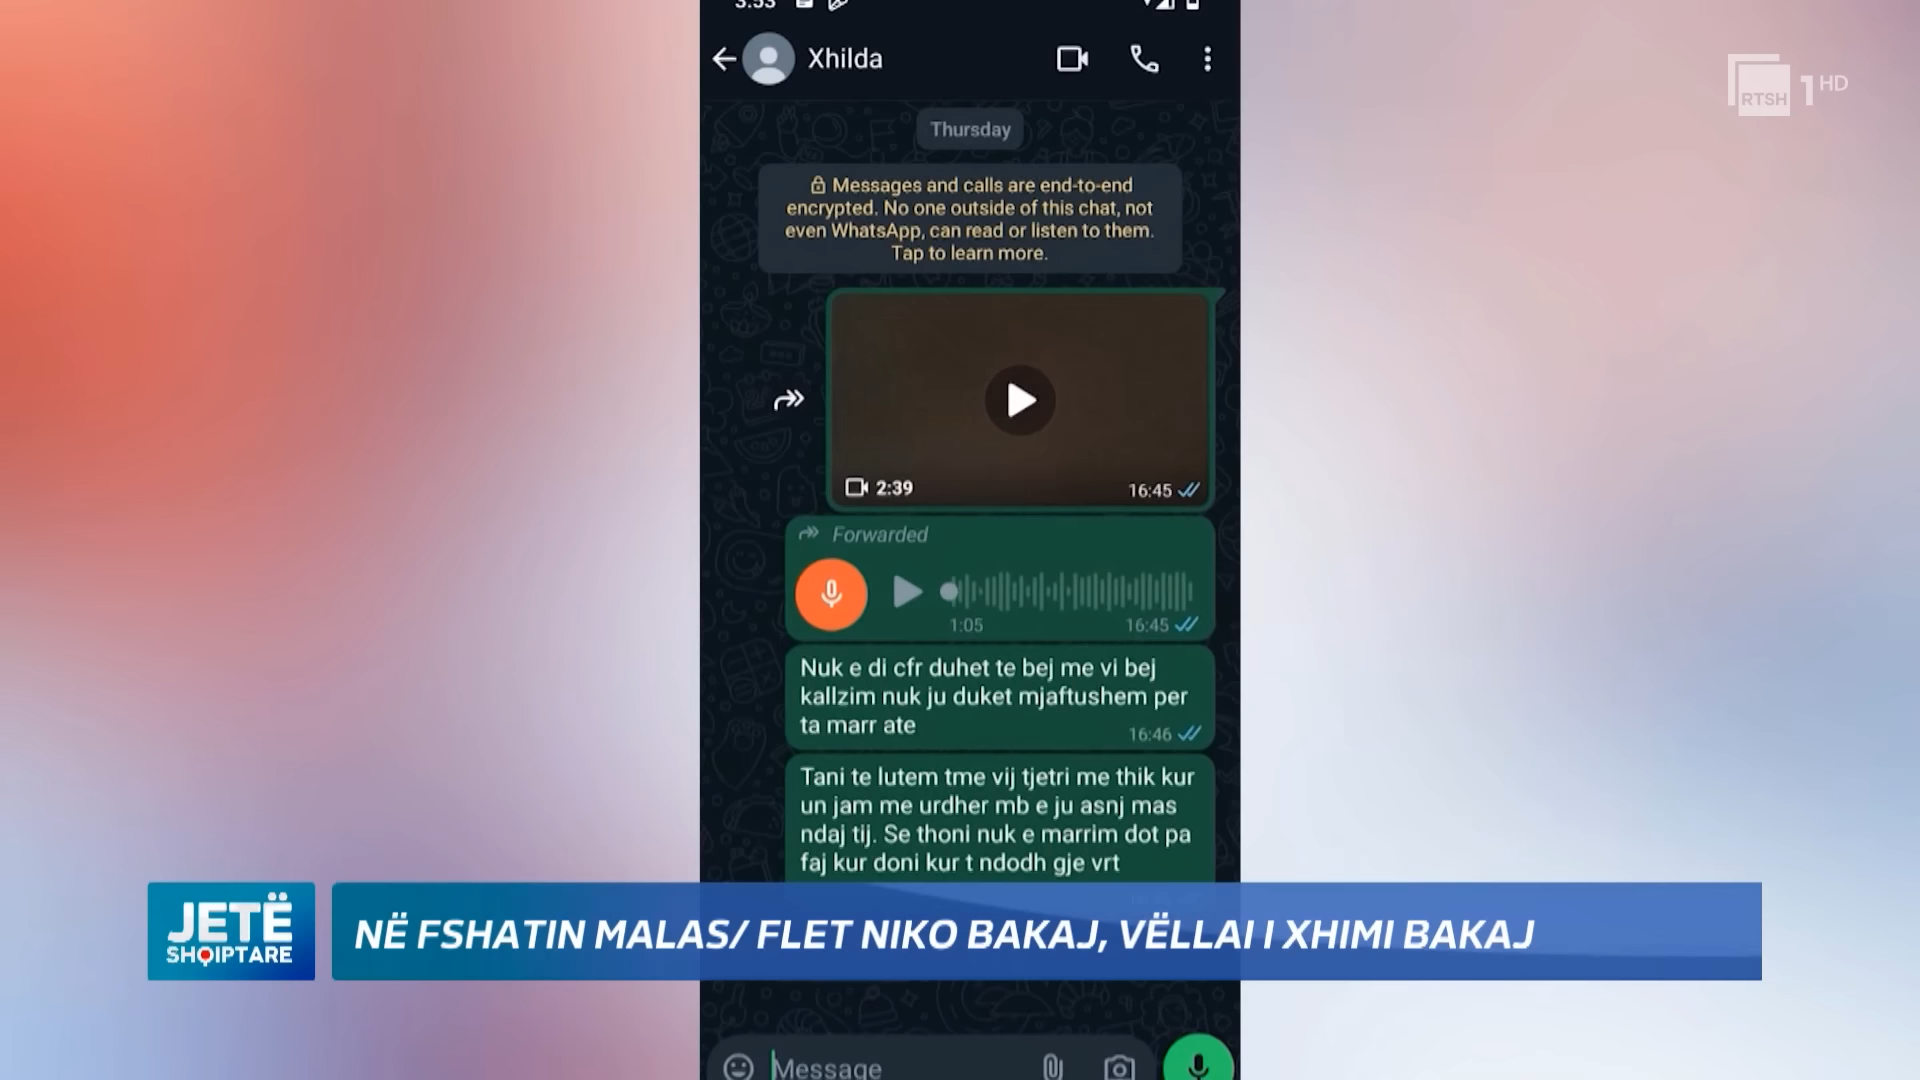 3:53
Xhilda
RTSH 1 HD
Thursday
Messages and calls are end-to-end
encrypted. No one outside of this chat, not
even WhatsApp, can read or listen to them.
Tap to learn more.
2:39
16:45
Forwarded
1:05
16:45
Nuk e di cfr duhet te bej me vi bej
kallzim nuk ju duket mjaftushem per
ta marr ate
16:46
Tani te lutem tme vij tjetri me thik kur
un jam me urdher mb e ju asnj mas
ndaj tij. Se thoni nuk e marrim dot pa
faj kur doni kur t ndodh gje vrt
JETË
SHQIPTARE
NË FSHATIN MALAS/ FLET NIKO BAKAJ, VËLLAI I XHIMI BAKAJ
Message